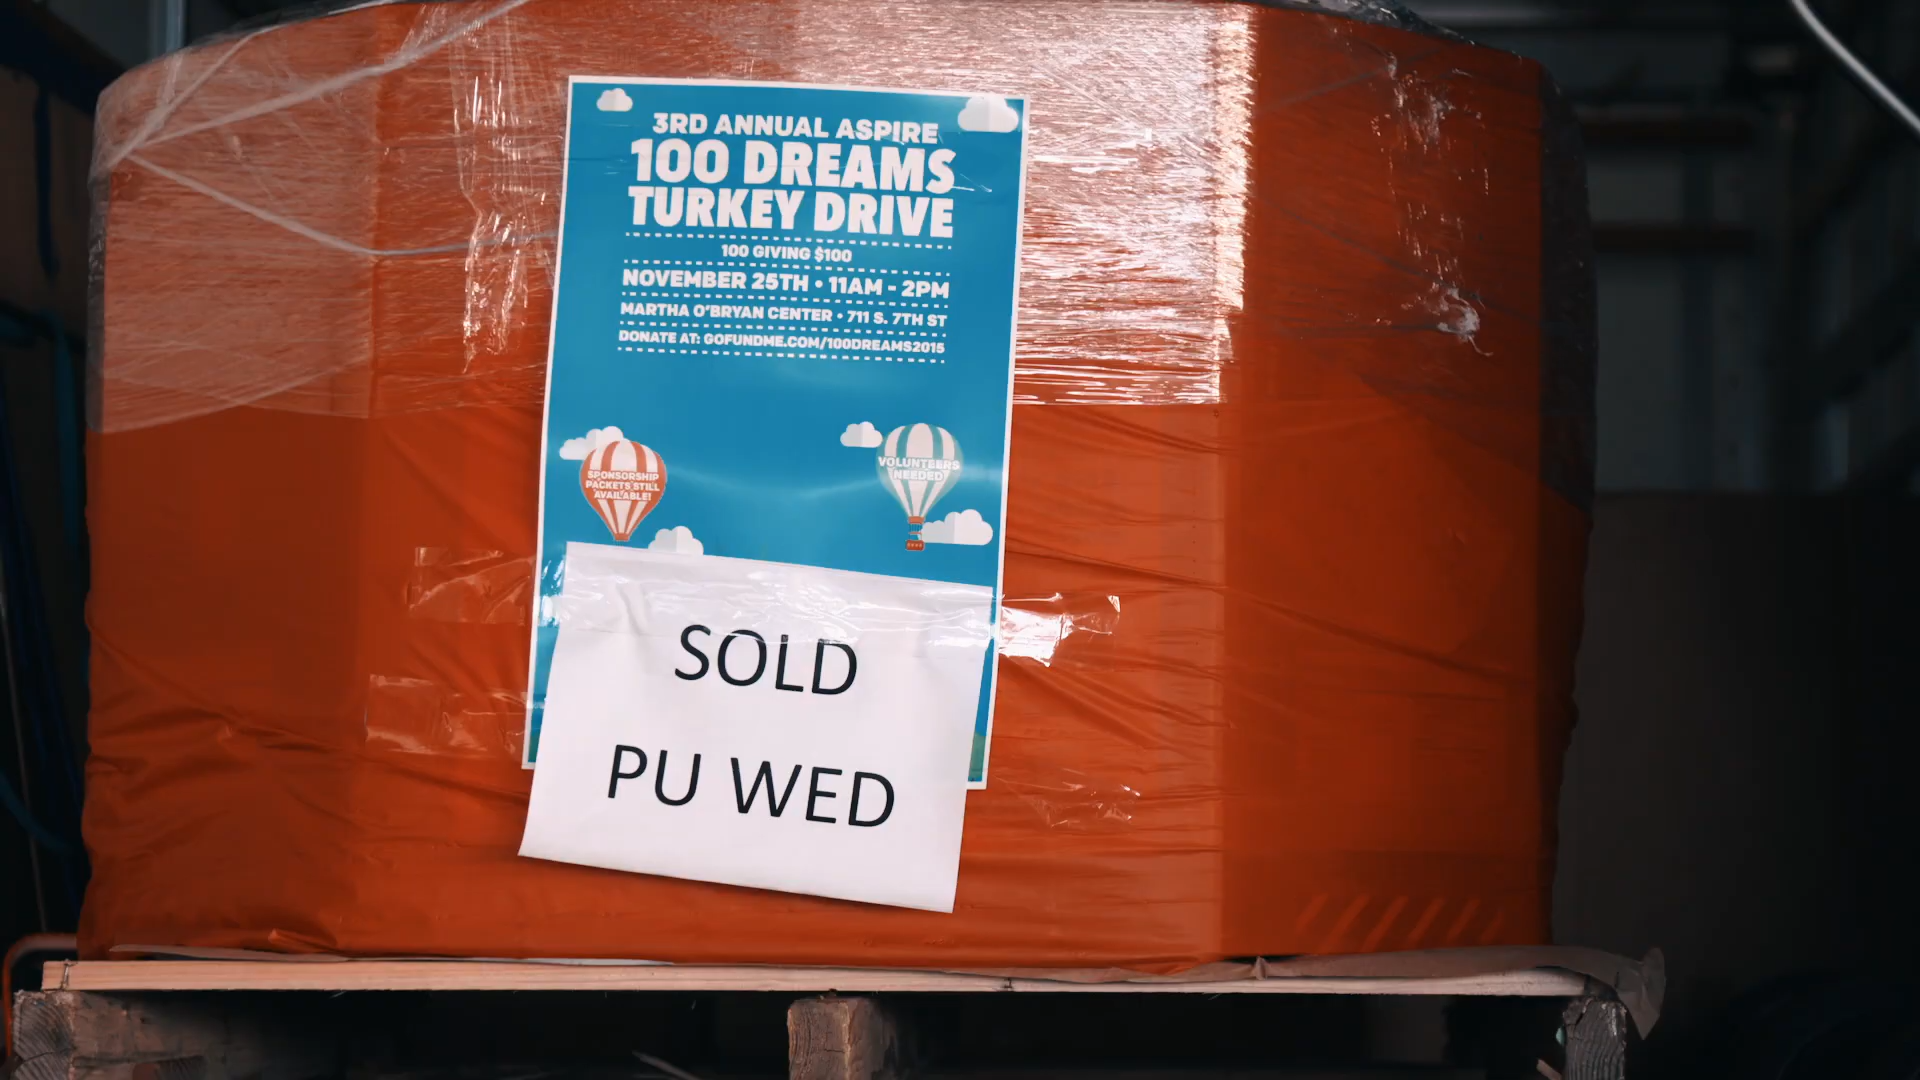 3RD ANNUAL ASPIRE
100 DREAMS
TURKEY DRIVE
100 GIVING $100
NOVEMBER 25TH • 11AM - 2PM
MARTHA O'BRYAN CENTER • 711 S. 7TH ST
DONATE AT: GOFUNDME.COM/100DREAMS2015
SPONSORSHIP
PACKETS STILL
AVAILABLE!
VOLUNTEERS
NEEDED
SOLD
PU WED